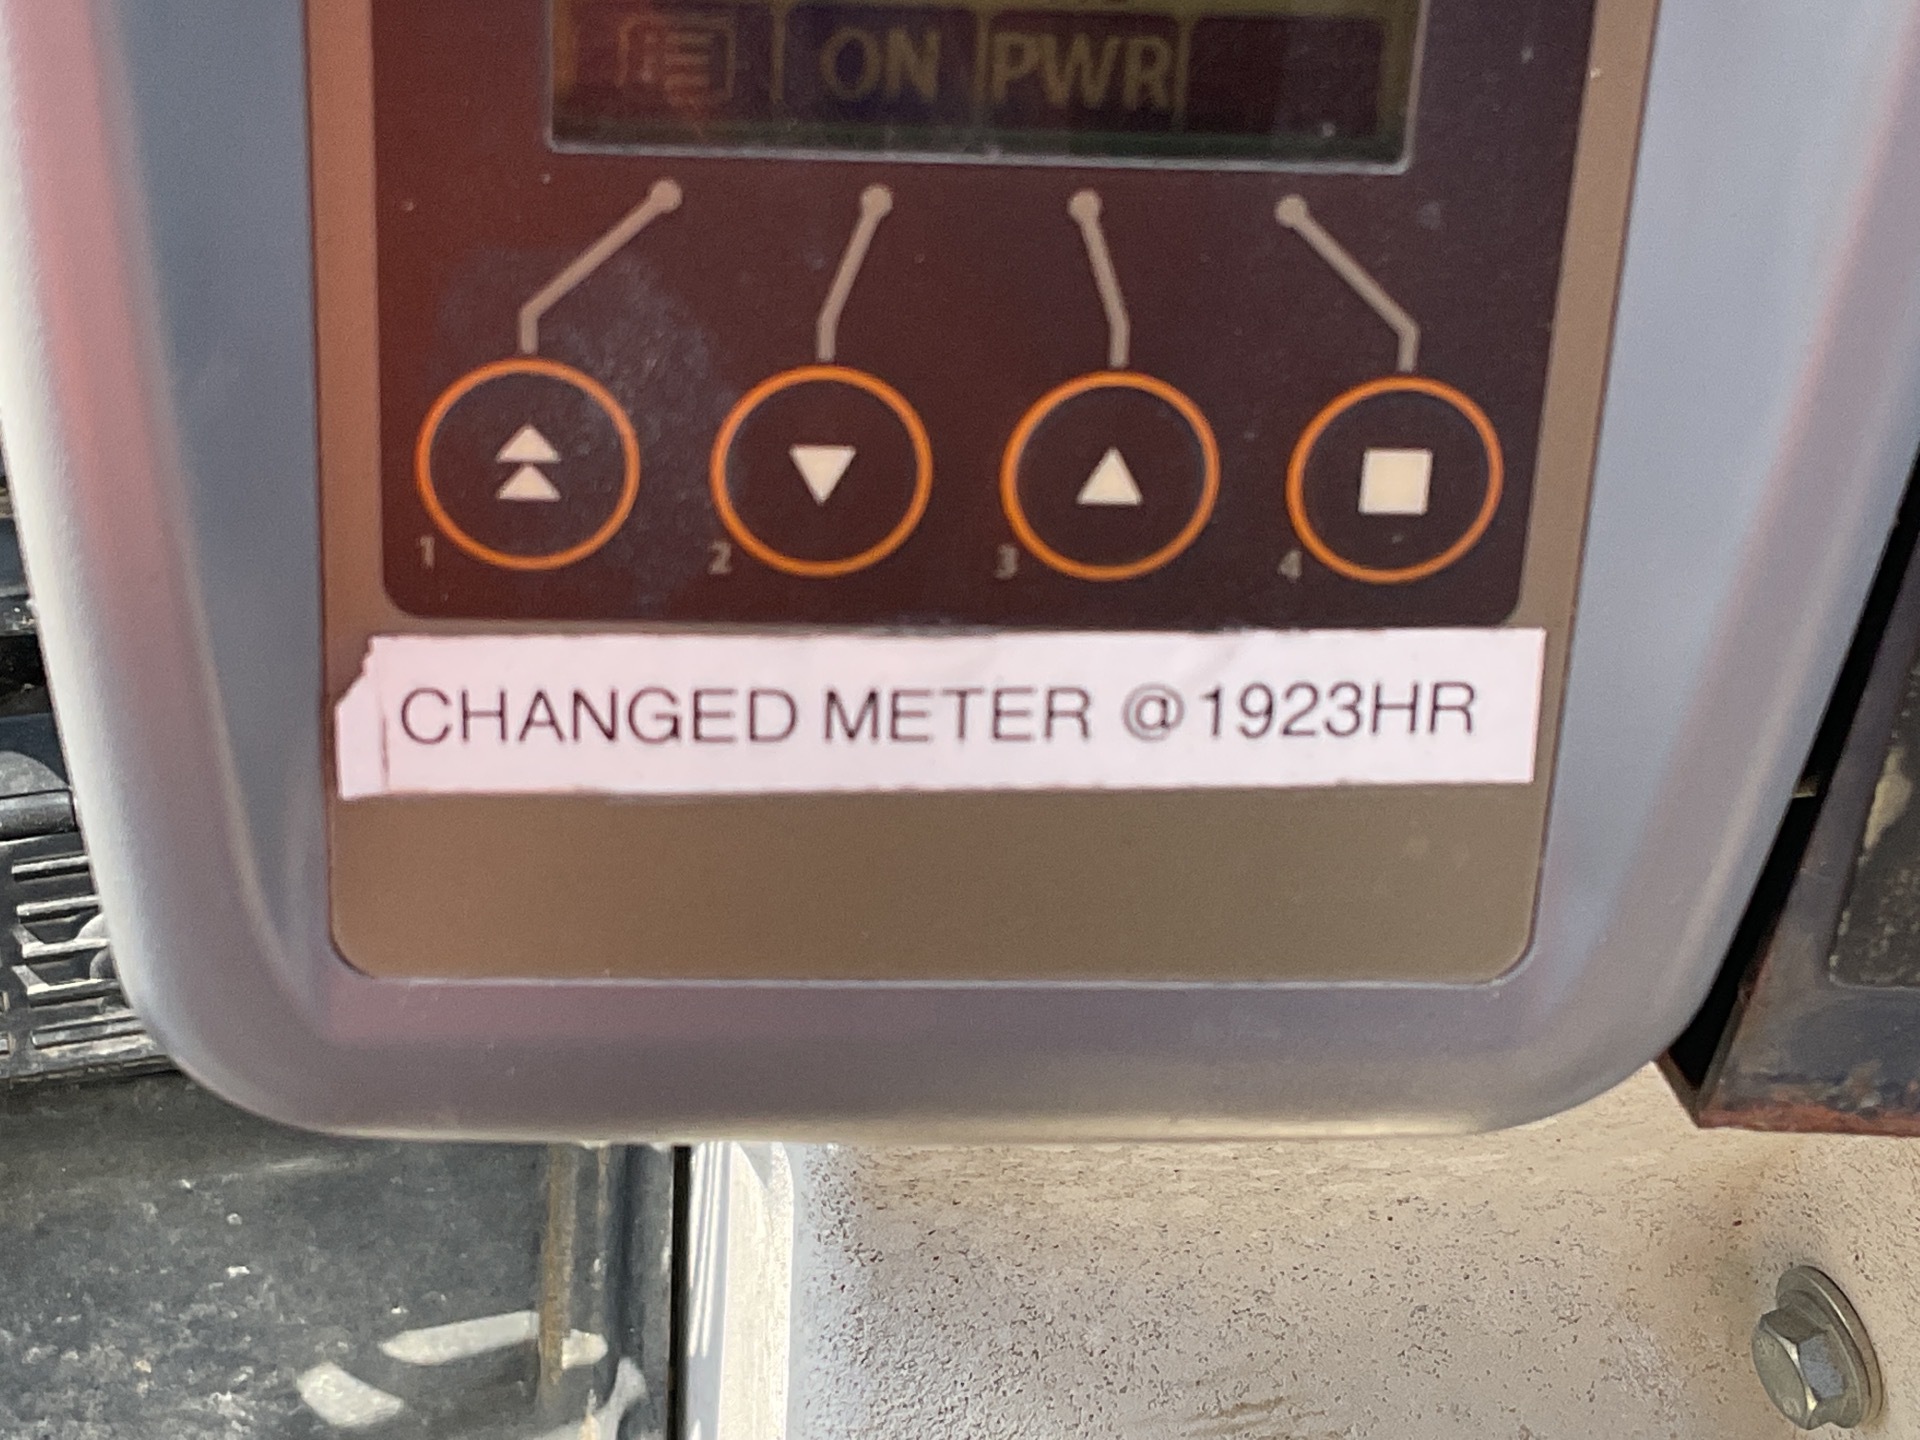 ON PWR
1 2 3 4
CHANGED METER @1923HR